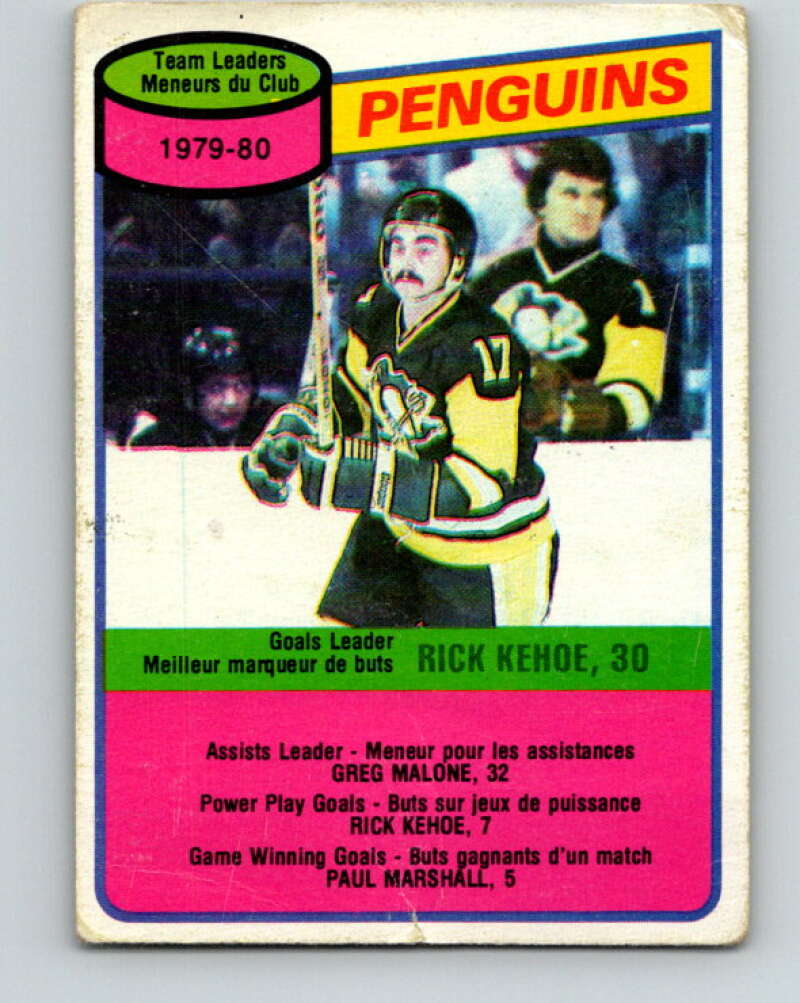 Team Leaders
Meneurs du Club
1979-80
PENGUINS
17
Goals Leader
Meilleur marqueur de buts
RICK KEHOE, 30
Assists Leader - Meneur pour les assistances
GREG MALONE, 32
Power Play Goals - Buts sur jeux de puissance
RICK KEHOE, 7
Game Winning Goals - Buts gagnants d'un match
PAUL MARSHALL, 5